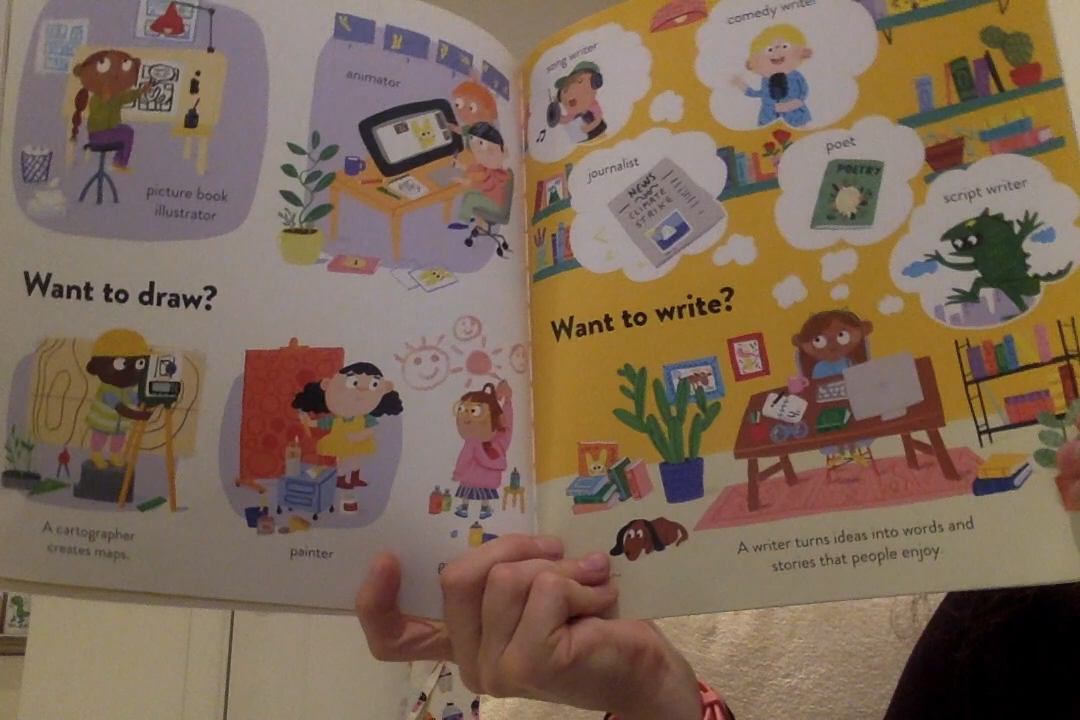 picture book
illustrator
animator
Want to draw?
A cartographer
creates maps.
painter
song writer
comedy writer
journalist
NEWS
CLIMATE
STRIKE
poet
POETRY
script writer
Want to write?
A writer turns ideas into words and
stories that people enjoy.